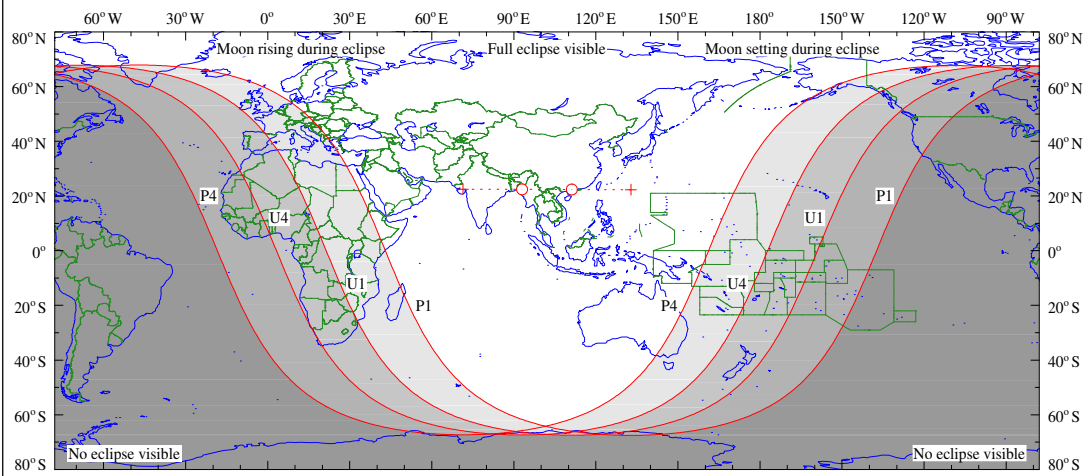 60° W 30° W 0° 30° E 60° E 90° E 120° E 150° E 180° 150° W 120° W 90° W
80° N 80° N
Moon rising during eclipse Full eclipse visible Moon setting during eclipse
60° N 60° N
40° N 40° N
20° N P4 P1 20° N
U4 U1
0° 0°
U1 U4
20° S P1 P4 20° S
40° S 40° S
60° S 60° S
No eclipse visible No eclipse visible
80° S 80° S